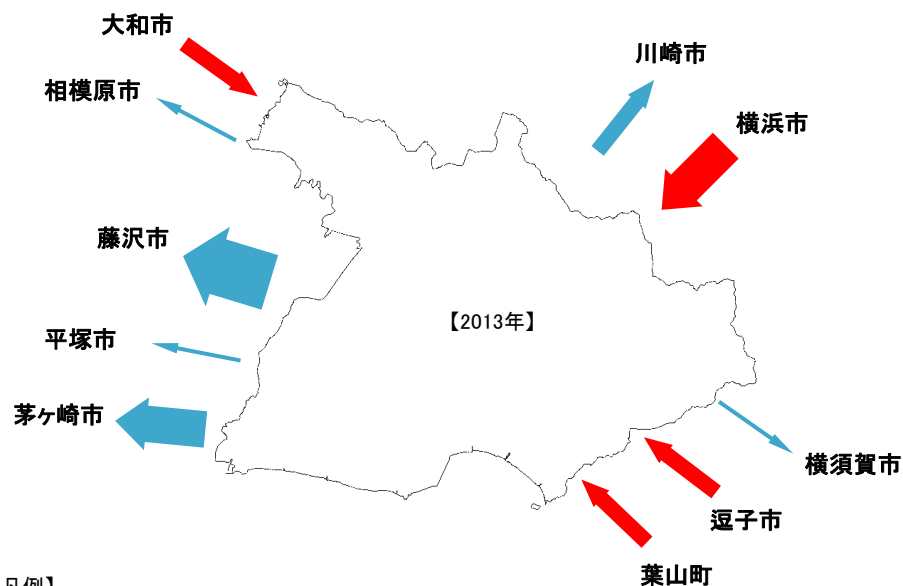 大和市
川崎市
相模原市
横浜市
藤沢市
【2013年】
平塚市
茅ヶ崎市
横須賀市
逗子市
葉山町
凡例】